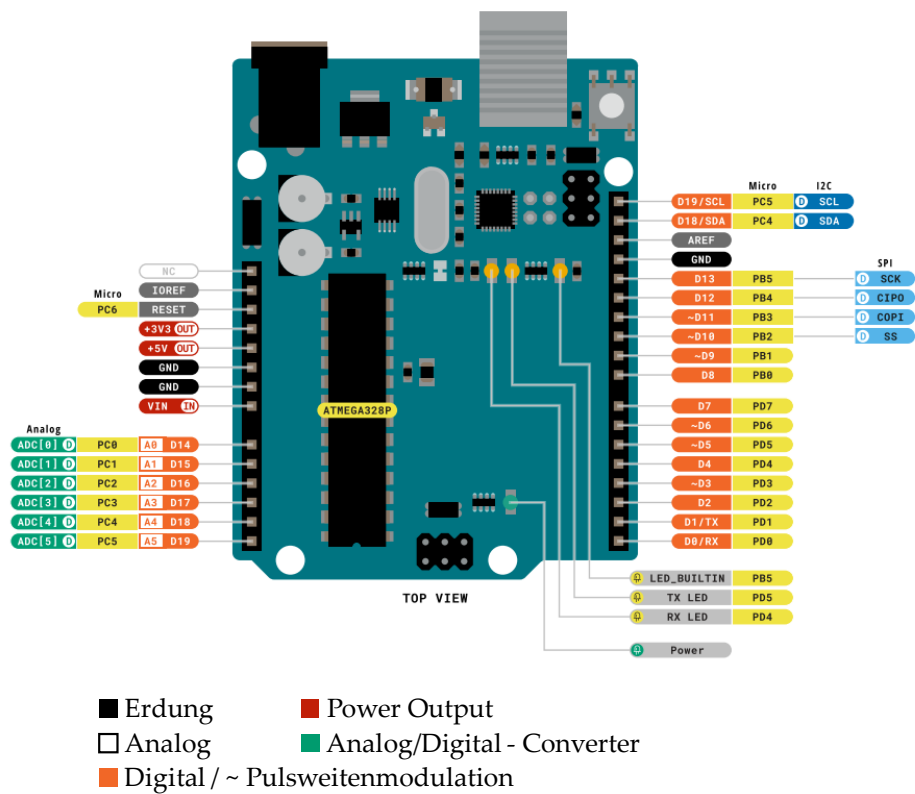 Micro I2C
D19/SCL PC5 D SCL
D18/SDA PC4 D SDA
AREF
GND
SPI
D13 PB5 D SCK
D12 PB4 D CIPO
~D11 PB3 D COPI
~D10 PB2 D SS
~D9 PB1
D8 PB0
D7 PD7
~D6 PD6
~D5 PD5
D4 PD4
~D3 PD3
D2 PD2
D1/TX PD1
D0/RX PD0
NC
IOREF
Micro
PC6 RESET
+3V3 OUT
+5V OUT
GND
GND
VIN IN
Analog
ADC[0] D PC0 A0 D14
ADC[1] D PC1 A1 D15
ADC[2] D PC2 A2 D16
ADC[3] D PC3 A3 D17
ADC[4] D PC4 A4 D18
ADC[5] D PC5 A5 D19
ATMEGA328P
LED_BUILTIN PB5
TX LED PD5
RX LED PD4
Power
TOP VIEW
Erdung Power Output
Analog Analog/Digital - Converter
Digital / ~ Pulsweitenmodulation